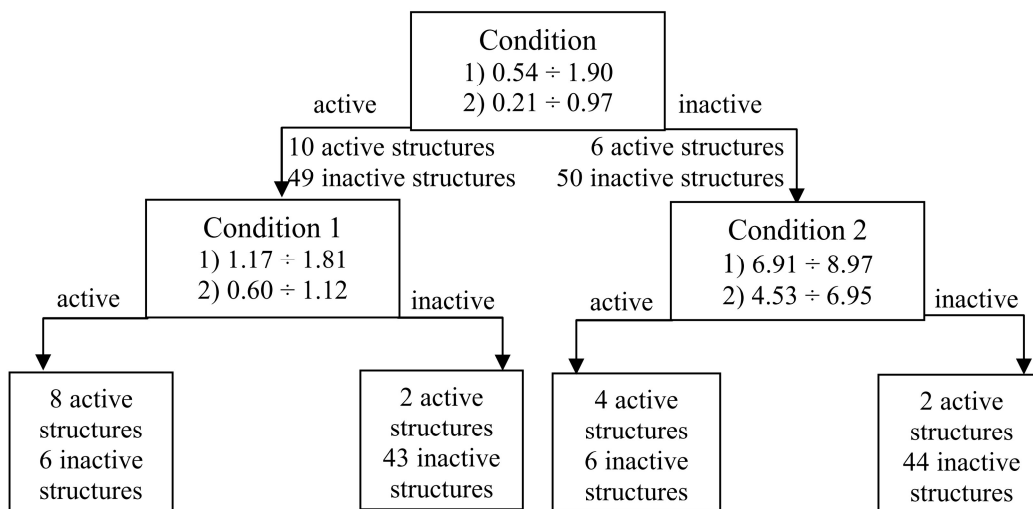 Condition
1) 0.54 ÷ 1.90
2) 0.21 ÷ 0.97
active
inactive
10 active structures
49 inactive structures
6 active structures
50 inactive structures
Condition 1
1) 1.17 ÷ 1.81
2) 0.60 ÷ 1.12
Condition 2
1) 6.91 ÷ 8.97
2) 4.53 ÷ 6.95
active
inactive
active
inactive
8 active
structures
6 inactive
structures
2 active
structures
43 inactive
structures
4 active
structures
6 inactive
structures
2 active
structures
44 inactive
structures